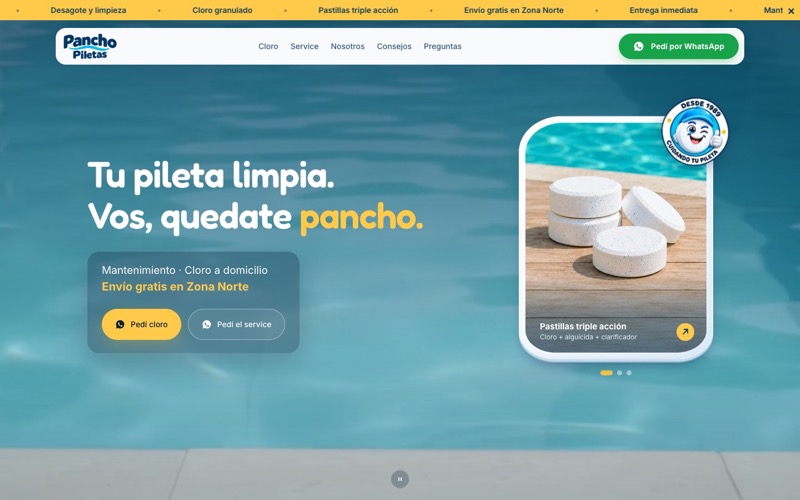 Desagote y limpieza • Cloro granulado • Pastillas triple acción • Envío gratis en Zona Norte • Entrega inmediata • Mant
Pancho
Piletas
Cloro Service Nosotros Consejos Preguntas
Pedí por WhatsApp
DESDE 1989
CUIDANDO TU PILETA
Tu pileta limpia.
Vos, quedate pancho.
Mantenimiento · Cloro a domicilio
Envío gratis en Zona Norte
Pedí cloro
Pedí el service
Pastillas triple acción
Cloro + alguicida + clarificador